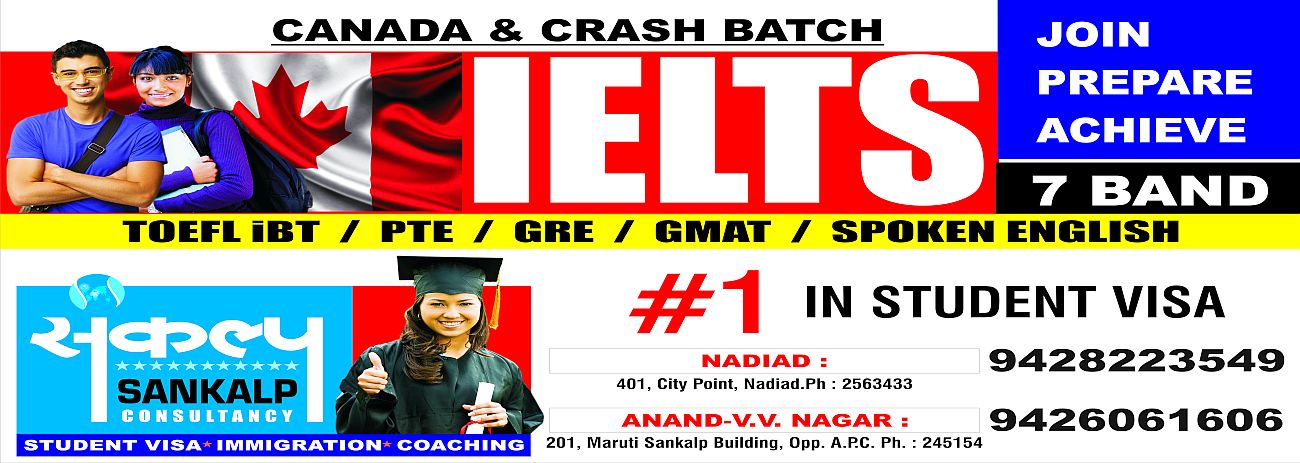 CANADA & CRASH BATCH
IELTS
JOIN
PREPARE
ACHIEVE
7 BAND
TOEFL iBT / PTE / GRE / GMAT / SPOKEN ENGLISH
संकल्प
SANKALP
CONSULTANCY
STUDENT VISA★IMMIGRATION★COACHING
#1 IN STUDENT VISA
NADIAD : 9428223549
401, City Point, Nadiad.Ph : 2563433
ANAND-V.V. NAGAR : 9426061606
201, Maruti Sankalp Building, Opp. A.P.C. Ph. : 245154